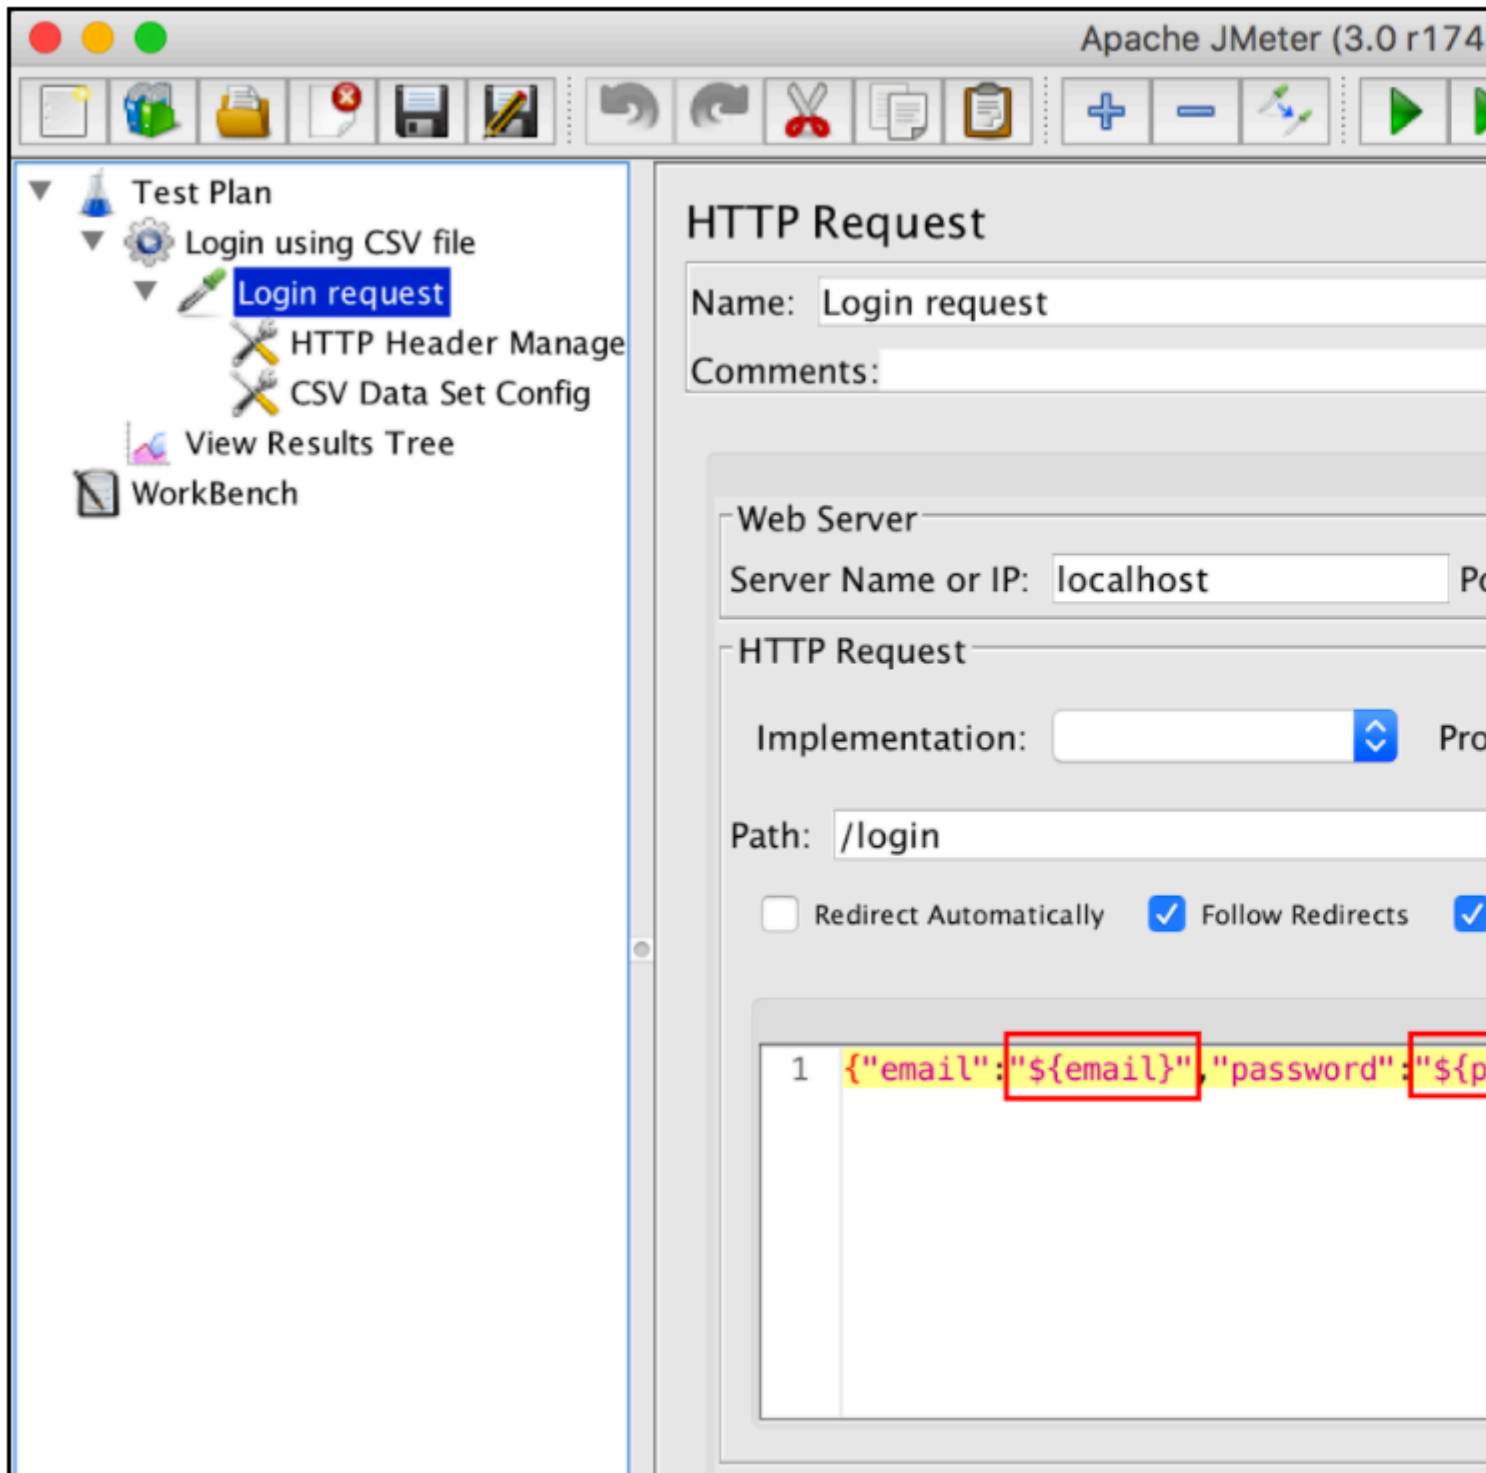 Apache JMeter (3.0 r174
Test Plan
Login using CSV file
Login request
HTTP Header Manage
CSV Data Set Config
View Results Tree
WorkBench
HTTP Request
Name: Login request
Comments:
Web Server
Server Name or IP: localhost Po
HTTP Request
Implementation: Pro
Path: /login
Redirect Automatically Follow Redirects
1 {"email":"${email}","password":"${p